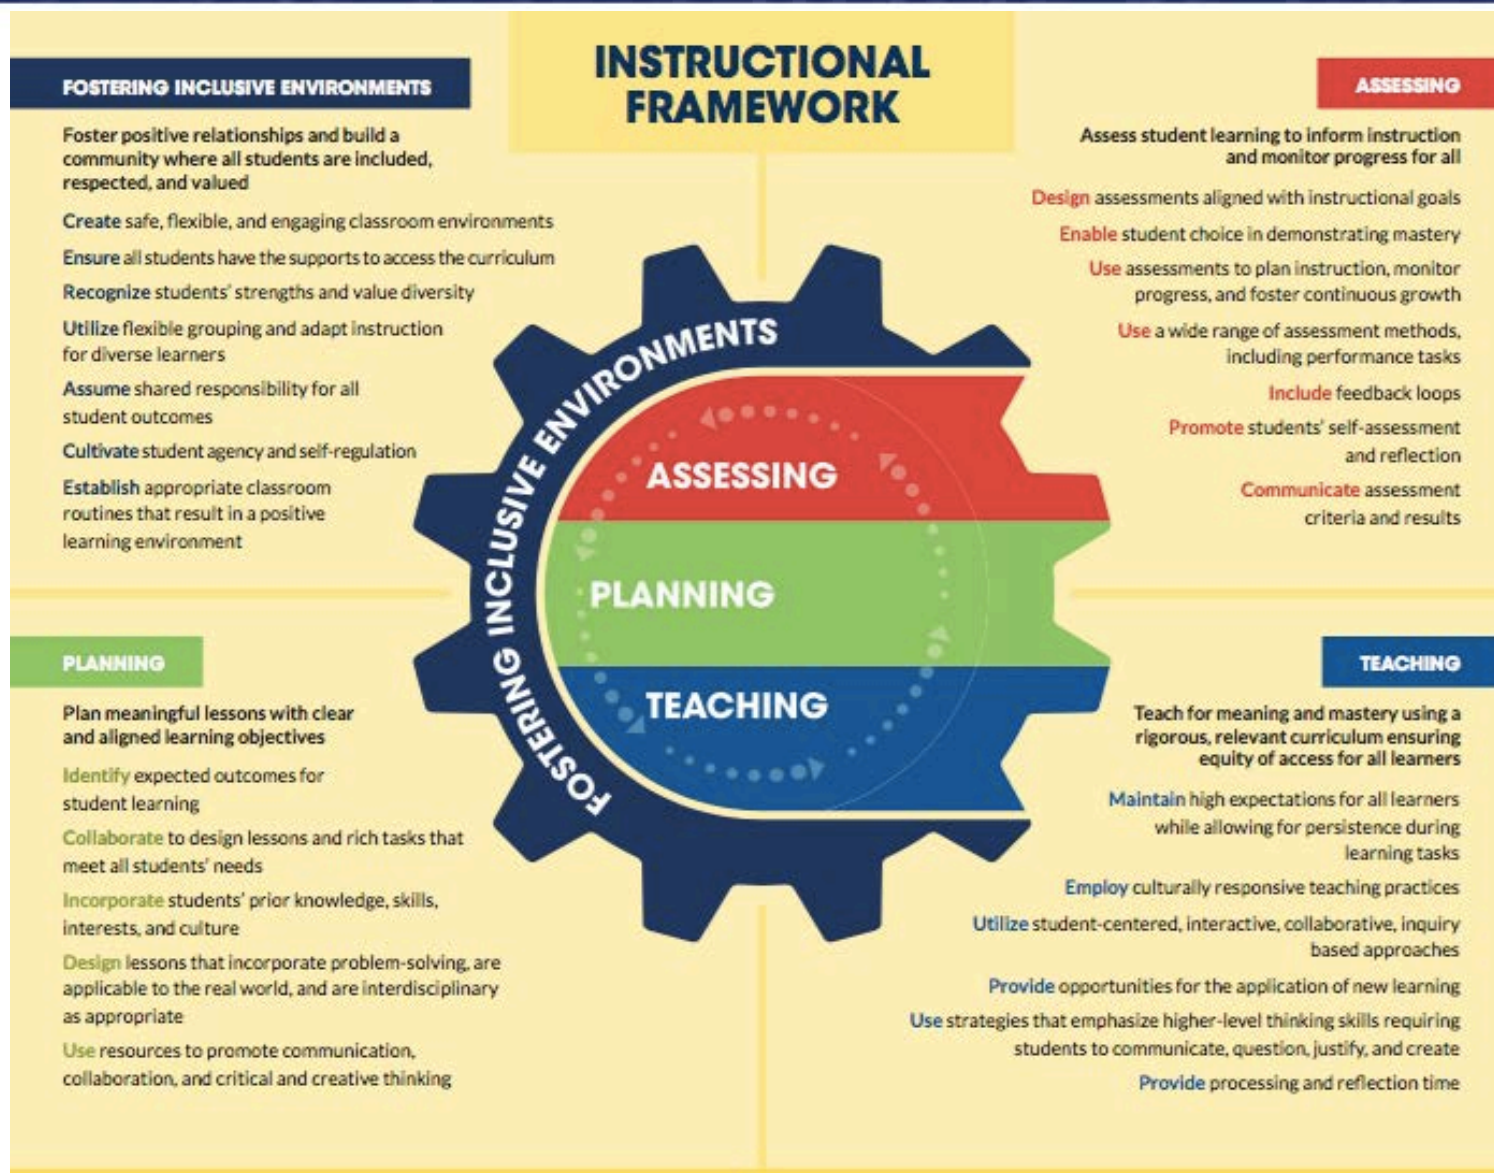 INSTRUCTIONAL
FRAMEWORK
FOSTERING INCLUSIVE ENVIRONMENTS
Foster positive relationships and build a
community where all students are included,
respected, and valued
Create safe, flexible, and engaging classroom environments
Ensure all students have the supports to access the curriculum
Recognize students' strengths and value diversity
Utilize flexible grouping and adapt instruction
for diverse learners
Assume shared responsibility for all
student outcomes
Cultivate student agency and self-regulation
Establish appropriate classroom
routines that result in a positive
learning environment
ASSESSING
Assess student learning to inform instruction
and monitor progress for all
Design assessments aligned with instructional goals
Enable student choice in demonstrating mastery
Use assessments to plan instruction, monitor
progress, and foster continuous growth
Use a wide range of assessment methods,
including performance tasks
Include feedback loops
Promote students' self-assessment
and reflection
Communicate assessment
criteria and results
FOSTERING INCLUSIVE ENVIRONMENTS
ASSESSING
PLANNING
TEACHING
PLANNING
Plan meaningful lessons with clear
and aligned learning objectives
Identify expected outcomes for
student learning
Collaborate to design lessons and rich tasks that
meet all students' needs
Incorporate students' prior knowledge, skills,
interests, and culture
Design lessons that incorporate problem-solving, are
applicable to the real world, and are interdisciplinary
as appropriate
Use resources to promote communication,
collaboration, and critical and creative thinking
TEACHING
Teach for meaning and mastery using a
rigorous, relevant curriculum ensuring
equity of access for all learners
Maintain high expectations for all learners
while allowing for persistence during
learning tasks
Employ culturally responsive teaching practices
Utilize student-centered, interactive, collaborative, inquiry
based approaches
Provide opportunities for the application of new learning
Use strategies that emphasize higher-level thinking skills requiring
students to communicate, question, justify, and create
Provide processing and reflection time